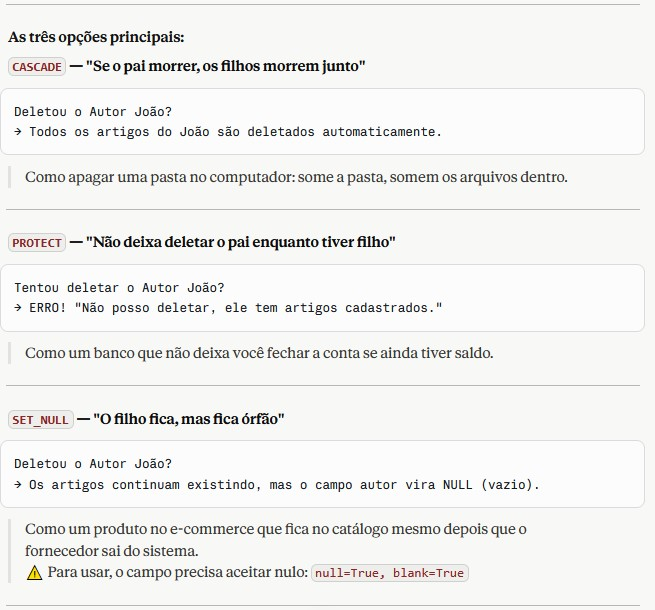 As três opções principais:
CASCADE — "Se o pai morrer, os filhos morrem junto"
Deletou o Autor João?
→ Todos os artigos do João são deletados automaticamente.
Como apagar uma pasta no computador: some a pasta, somem os arquivos dentro.
PROTECT — "Não deixa deletar o pai enquanto tiver filho"
Tentou deletar o Autor João?
→ ERRO! "Não posso deletar, ele tem artigos cadastrados."
Como um banco que não deixa você fechar a conta se ainda tiver saldo.
SET_NULL — "O filho fica, mas fica órfão"
Deletou o Autor João?
→ Os artigos continuam existindo, mas o campo autor vira NULL (vazio).
Como um produto no e-commerce que fica no catálogo mesmo depois que o
fornecedor sai do sistema.
⚠️ Para usar, o campo precisa aceitar nulo: null=True, blank=True